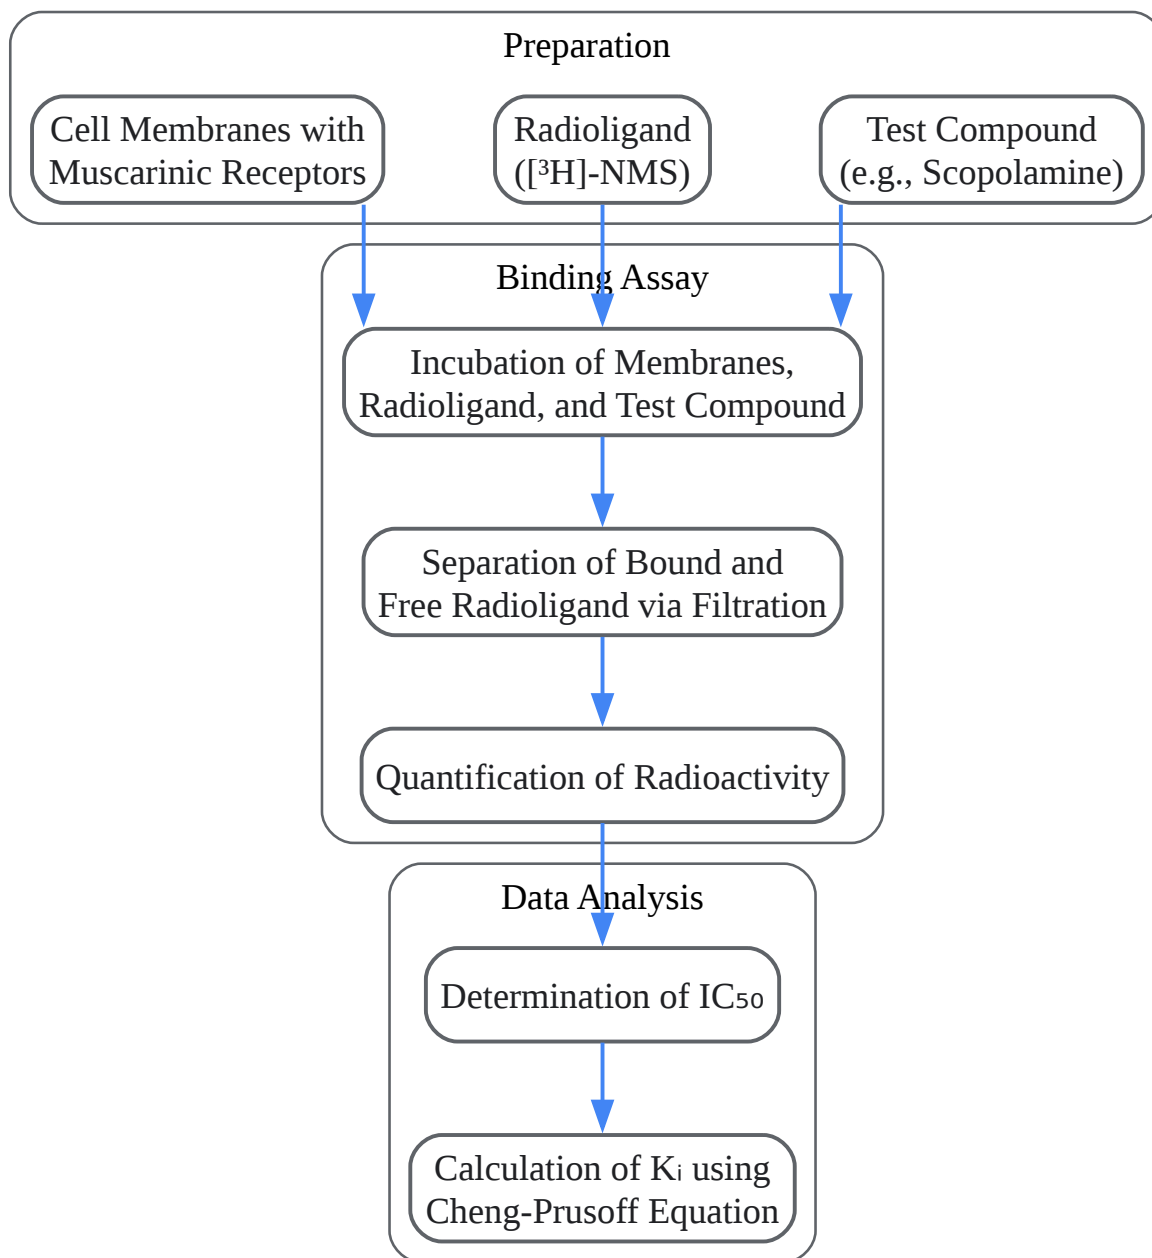 Preparation
Cell Membranes with
Muscarinic Receptors
Radioligand
([³H]-NMS)
Test Compound
(e.g., Scopolamine)
Binding Assay
Incubation of Membranes,
Radioligand, and Test Compound
Separation of Bound and
Free Radioligand via Filtration
Quantification of Radioactivity
Data Analysis
Determination of IC₅₀
Calculation of Kᵢ using
Cheng-Prusoff Equation